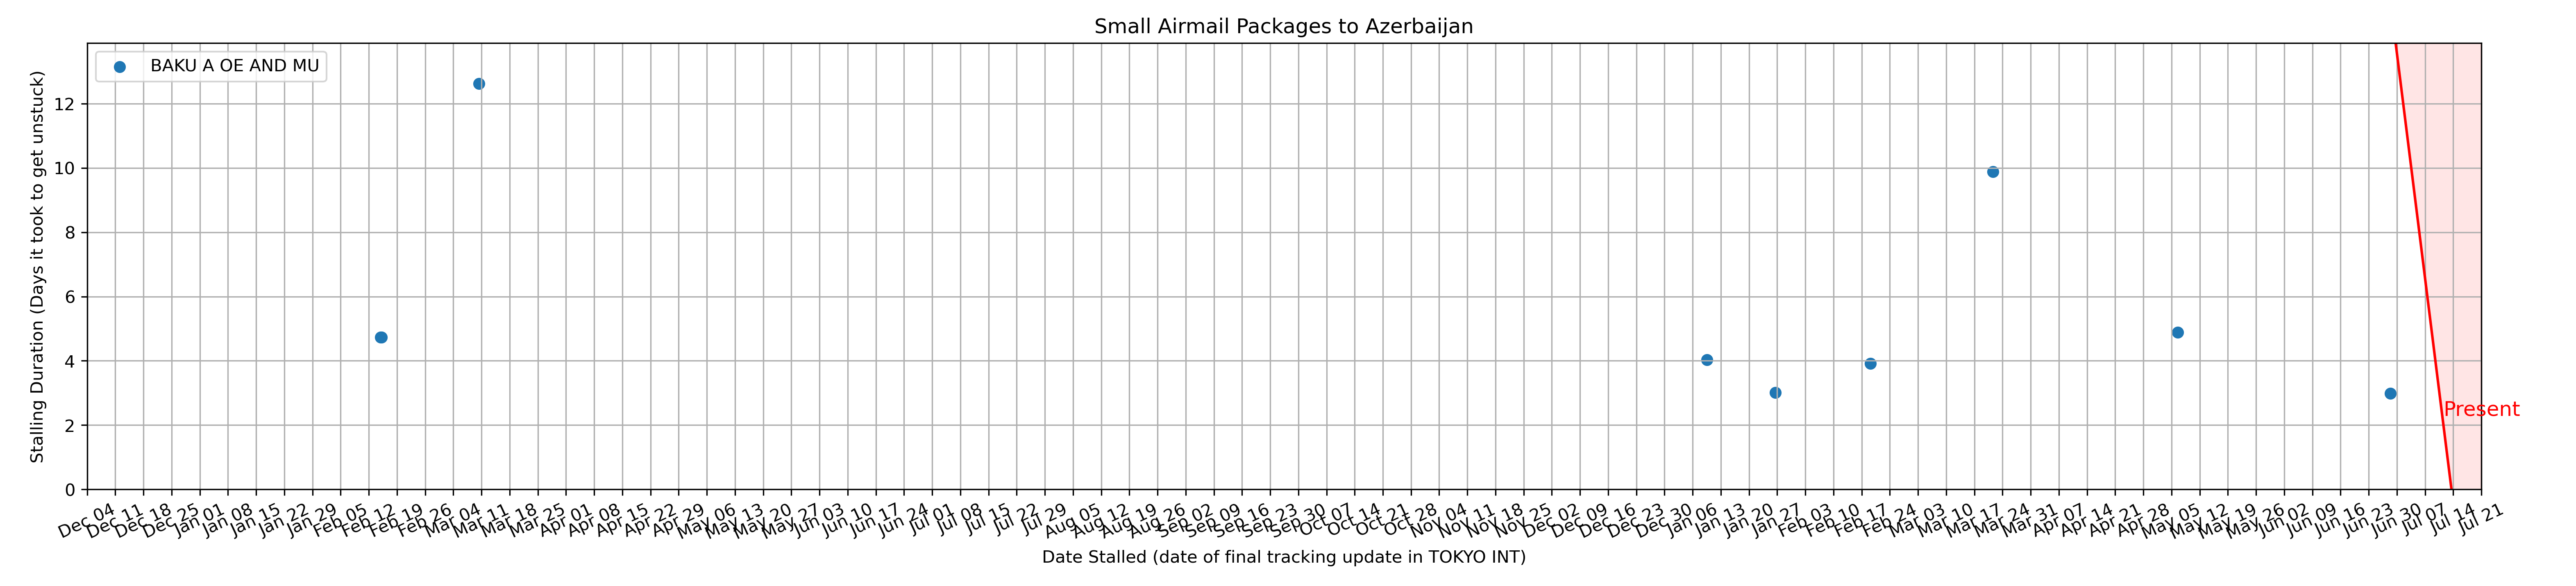 Small Airmail Packages to Azerbaijan
BAKU A OE AND MU
Stalling Duration (Days it took to get unstuck)
12
10
8
6
4
2
0
Present
Dec 04
Dec 11
Dec 18
Dec 25
Jan 01
Jan 08
Jan 15
Jan 22
Jan 29
Feb 05
Feb 12
Feb 19
Feb 26
Mar 04
Mar 11
Mar 18
Mar 25
Apr 01
Apr 08
Apr 15
Apr 22
Apr 29
May 06
May 13
May 20
May 27
Jun 03
Jun 10
Jun 17
Jun 24
Jul 01
Jul 08
Jul 15
Jul 22
Jul 29
Aug 05
Aug 12
Aug 19
Aug 26
Sep 02
Sep 09
Sep 16
Sep 23
Sep 30
Oct 07
Oct 14
Oct 21
Oct 28
Nov 04
Nov 11
Nov 18
Nov 25
Dec 02
Dec 09
Dec 16
Dec 23
Dec 30
Jan 06
Jan 13
Jan 20
Jan 27
Feb 03
Feb 10
Feb 17
Feb 24
Mar 03
Mar 10
Mar 17
Mar 24
Mar 31
Apr 07
Apr 14
Apr 21
Apr 28
May 05
May 12
May 19
May 26
Jun 02
Jun 09
Jun 16
Jun 23
Jun 30
Jul 07
Jul 14
Jul 21
Date Stalled (date of final tracking update in TOKYO INT)